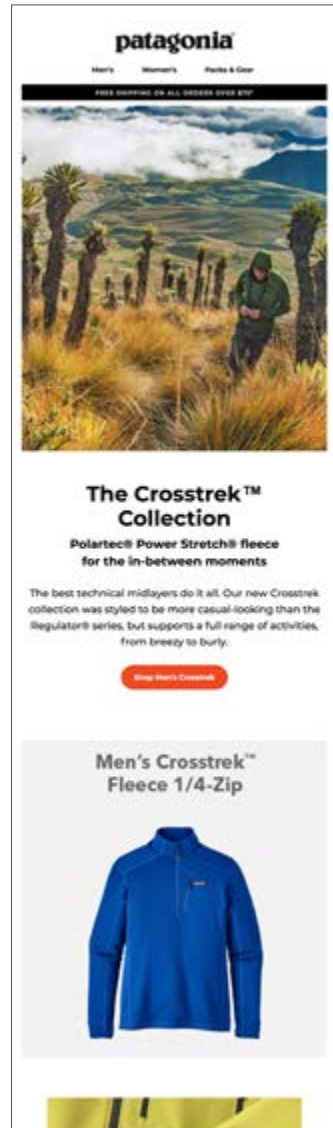 patagonia
Men's Women's Packs & Gear
FREE SHIPPING ON ALL ORDERS OVER $75*
The Crosstrek™
Collection
Polartec® Power Stretch® fleece
for the in-between moments
The best technical midlayers do it all. Our new Crosstrek
collection was styled to be more casual-looking than the
Regulator® series, but supports a full range of activities,
from breezy to burly.
Shop Men's Crosstrek
Men's Crosstrek™
Fleece 1/4-Zip